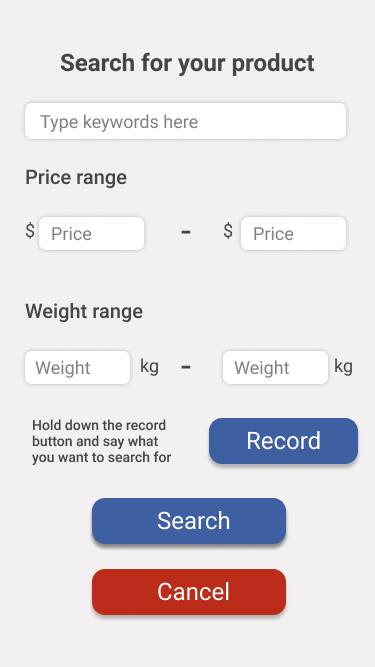 Search for your product
Type keywords here
Price range
$ Price - $ Price
Weight range
Weight kg - Weight kg
Hold down the record
button and say what
you want to search for
Record
Search
Cancel